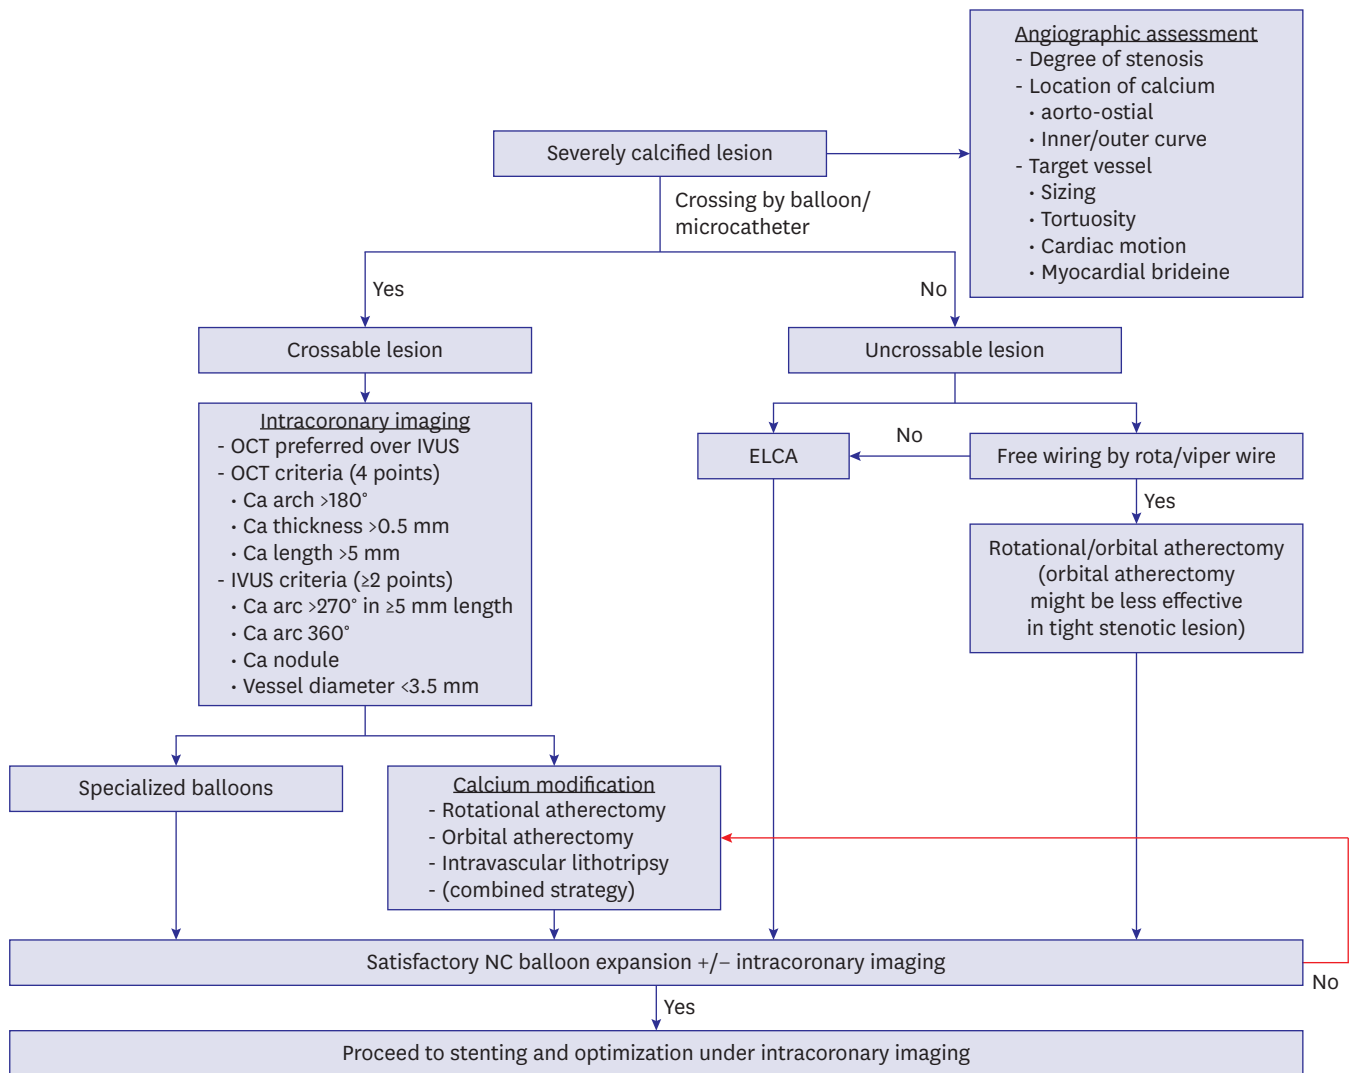 Angiographic assessment
- Degree of stenosis
- Location of calcium
· aorto-ostial
· Inner/outer curve
- Target vessel
· Sizing
· Tortuosity
· Cardiac motion
· Myocardial brideine
Severely calcified lesion
Crossing by balloon/
microcatheter
Yes
No
Crossable lesion
Uncrossable lesion
Intracoronary imaging
- OCT preferred over IVUS
- OCT criteria (4 points)
· Ca arch >180°
· Ca thickness >0.5 mm
· Ca length >5 mm
- IVUS criteria (≥2 points)
· Ca arc >270° in ≥5 mm length
· Ca arc 360°
· Ca nodule
· Vessel diameter <3.5 mm
ELCA
No
Free wiring by rota/viper wire
Yes
Rotational/orbital atherectomy
(orbital atherectomy
might be less effective
in tight stenotic lesion)
Specialized balloons
Calcium modification
- Rotational atherectomy
- Orbital atherectomy
- Intravascular lithotripsy
- (combined strategy)
Satisfactory NC balloon expansion +/− intracoronary imaging
No
Yes
Proceed to stenting and optimization under intracoronary imaging